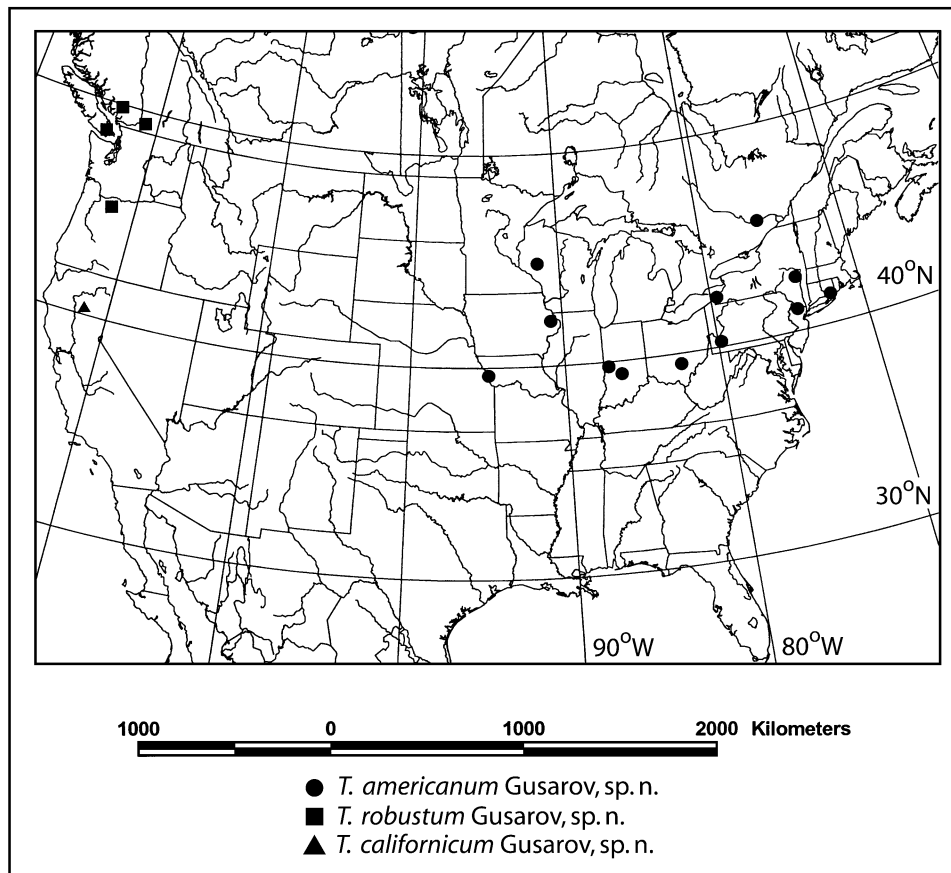 40°N
30°N
90°W 80°W
1000 0 1000 2000 Kilometers
T. americanum Gusarov, sp. n.
T. robustum Gusarov, sp. n.
T. californicum Gusarov, sp. n.